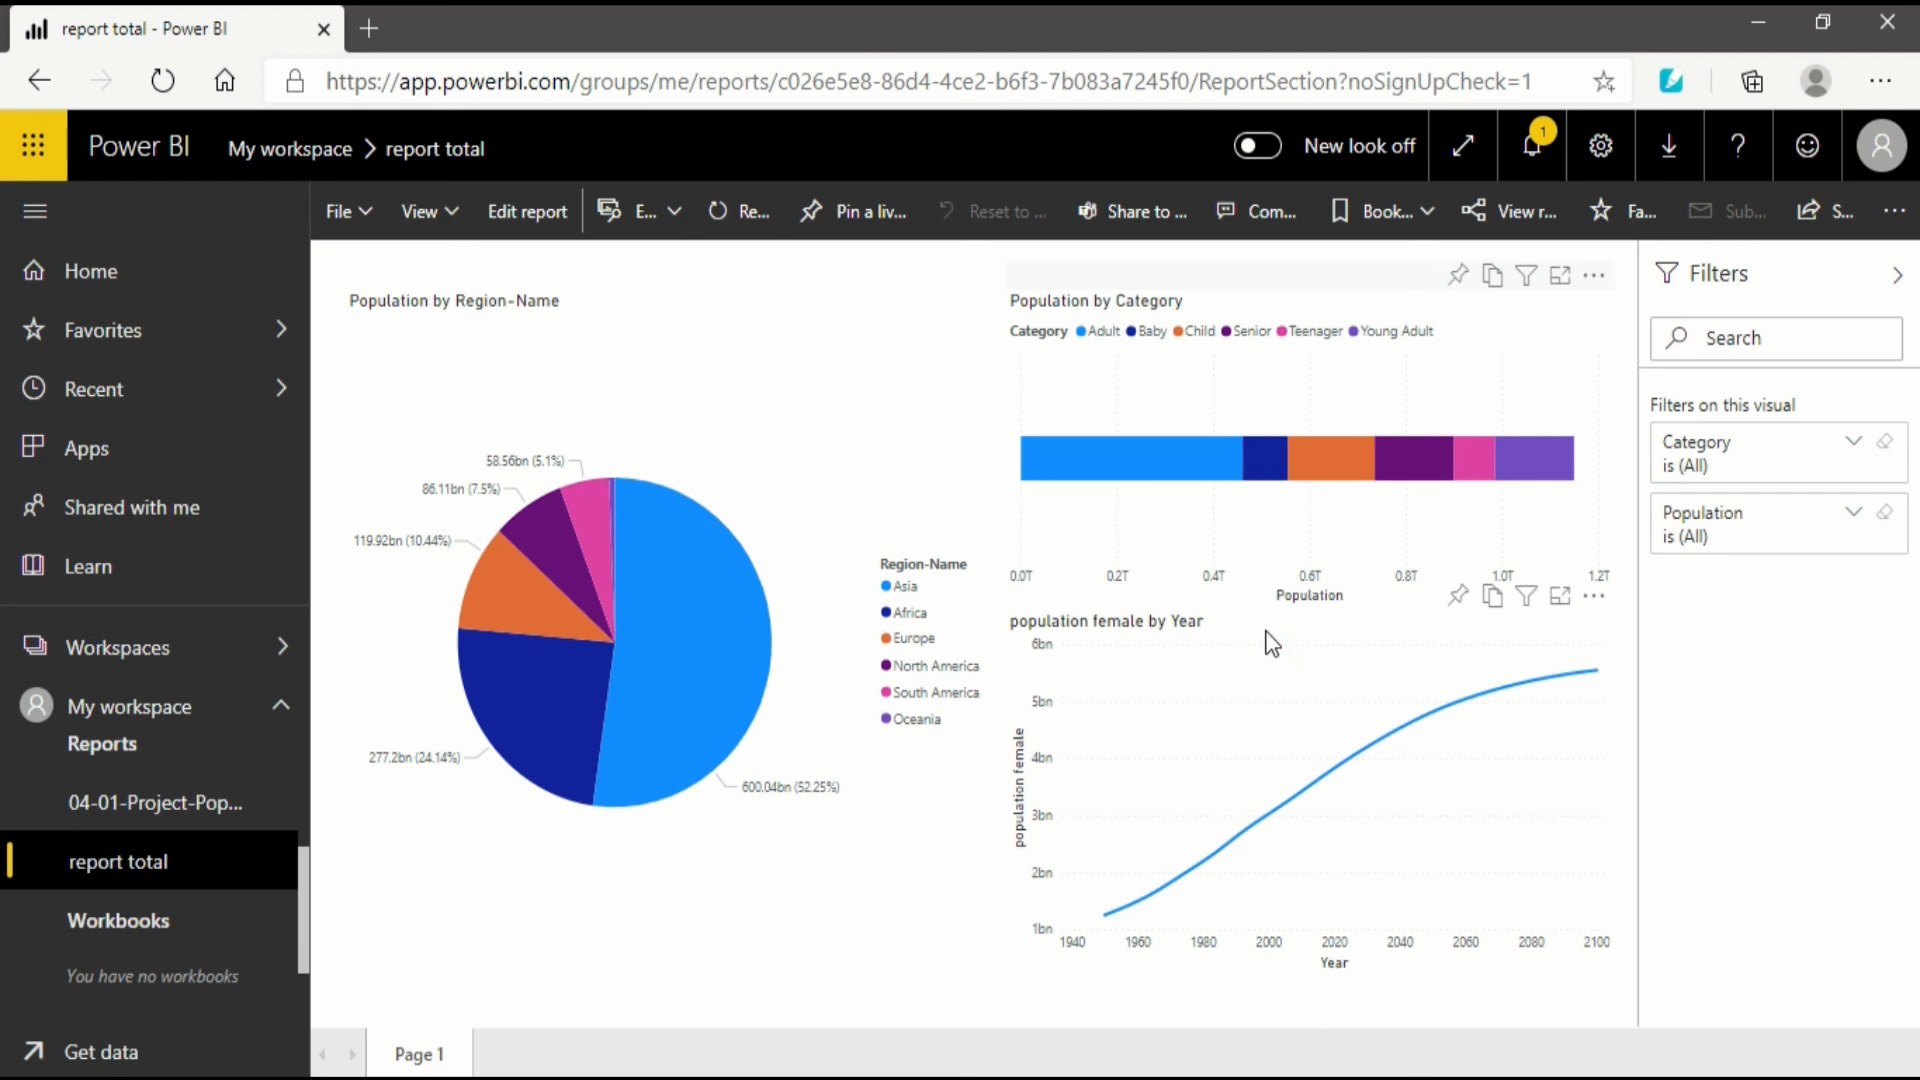 report total - Power BI
https://app.powerbi.com/groups/me/reports/c026e5e8-86d4-4ce2-b6f3-7b083a7245f0/ReportSection?noSignUpCheck=1
Power BI My workspace > report total New look off 1
File View Edit report E... Re... Pin a liv... Reset to ... Share to ... Com... Book... View r... Fa... Sub... S... ...
Home
Favorites
Recent
Apps
Shared with me
Learn
Workspaces
My workspace
Reports
04-01-Project-Pop...
report total
Workbooks
You have no workbooks
Get data
Population by Region-Name
58.56bn (5.1%)
86.11bn (7.5%)
119.92bn (10.44%)
277.2bn (24.14%)
600.04bn (52.25%)
Region-Name
Asia
Africa
Europe
North America
South America
Oceania
Population by Category
Category Adult Baby Child Senior Teenager Young Adult
0.0T 0.2T 0.4T 0.6T 0.8T 1.0T 1.2T
Population
population female by Year
6bn
5bn
4bn
3bn
2bn
1bn
population female
1940 1960 1980 2000 2020 2040 2060 2080 2100
Year
Filters
Search
Filters on this visual
Category
is (All)
Population
is (All)
Page 1